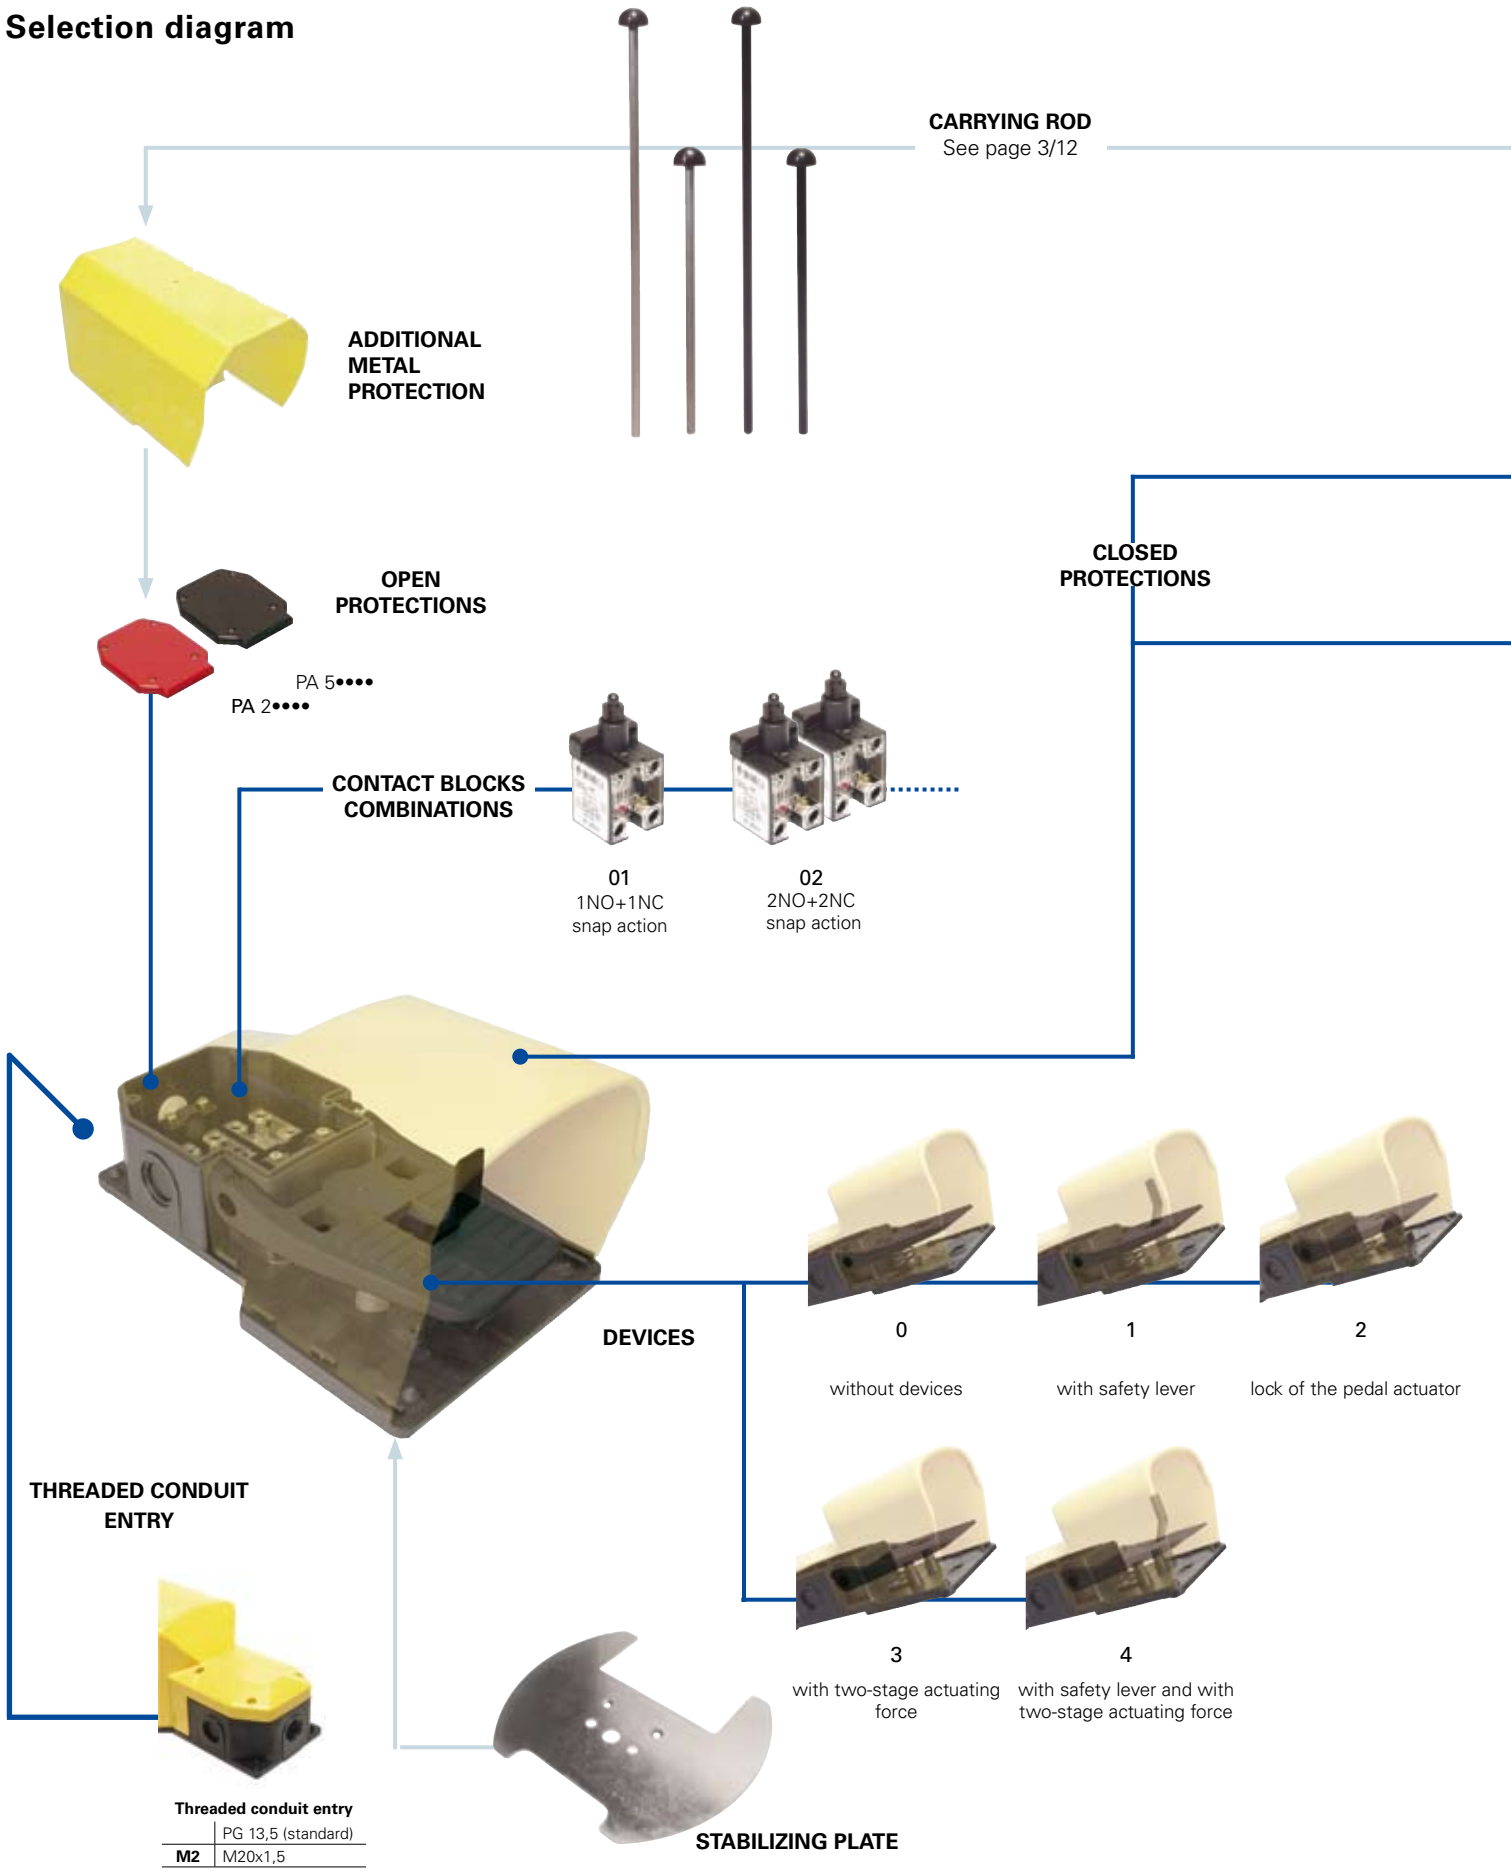 Selection diagram
CARRYING ROD
See page 3/12
ADDITIONAL
METAL
PROTECTION
OPEN
PROTECTIONS
PA 5••••
PA 2••••
CLOSED
PROTECTIONS
CONTACT BLOCKS
COMBINATIONS
01
1NO+1NC
snap action
02
2NO+2NC
snap action
DEVICES
0
without devices
1
with safety lever
2
lock of the pedal actuator
3
with two-stage actuating
force
4
with safety lever and with
two-stage actuating force
THREADED CONDUIT
ENTRY
Threaded conduit entry
PG 13,5 (standard)
M2 M20x1,5
STABILIZING PLATE